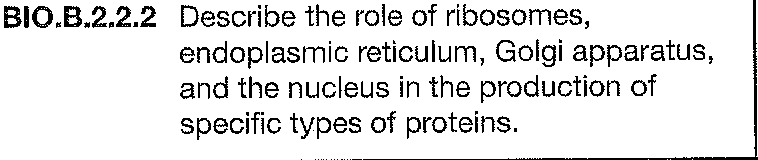 BIO.B.2.2.2 Describe the role of ribosomes,
endoplasmic reticulum, Golgi apparatus,
and the nucleus in the production of
specific types of proteins.